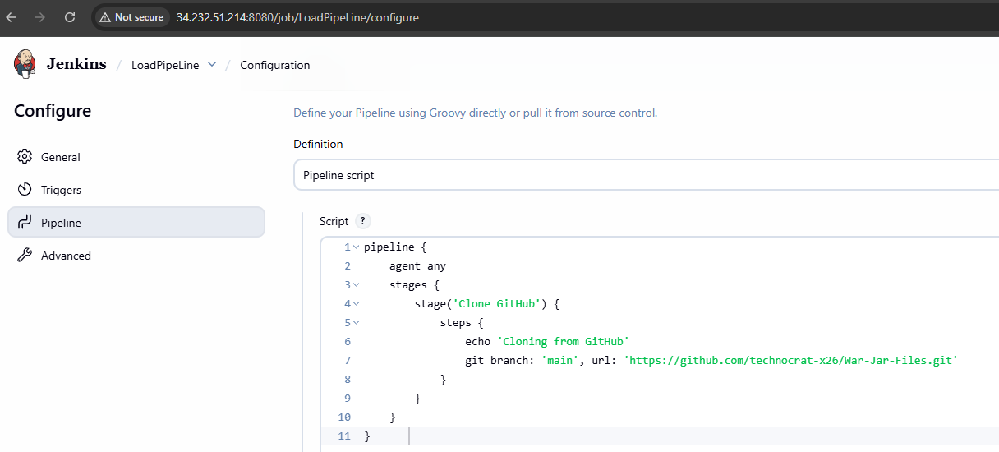 Not secure 34.232.51.214:8080/job/LoadPipeLine/configure
Jenkins / LoadPipeLine / Configuration
Configure
General
Triggers
Pipeline
Advanced
Define your Pipeline using Groovy directly or pull it from source control.
Definition
Pipeline script
Script ?
1 pipeline {
2     agent any
3     stages {
4         stage('Clone GitHub') {
5             steps {
6                 echo 'Cloning from GitHub'
7                 git branch: 'main', url: 'https://github.com/technocrat-x26/War-Jar-Files.git'
8             }
9         }
10     }
11 }